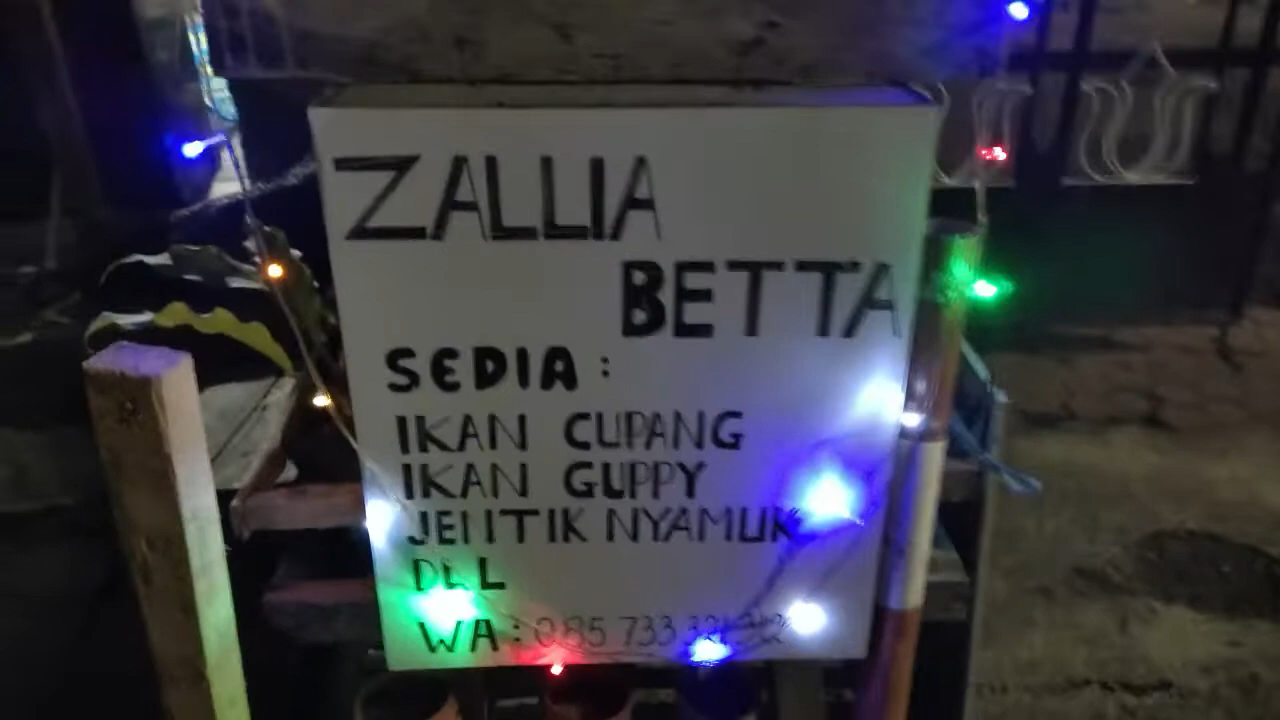 ZALLIA
BETTA
SEDIA :
IKAN CUPANG
IKAN GUPPY
JENTIK NYAMUK
DLL
WA : 085 733